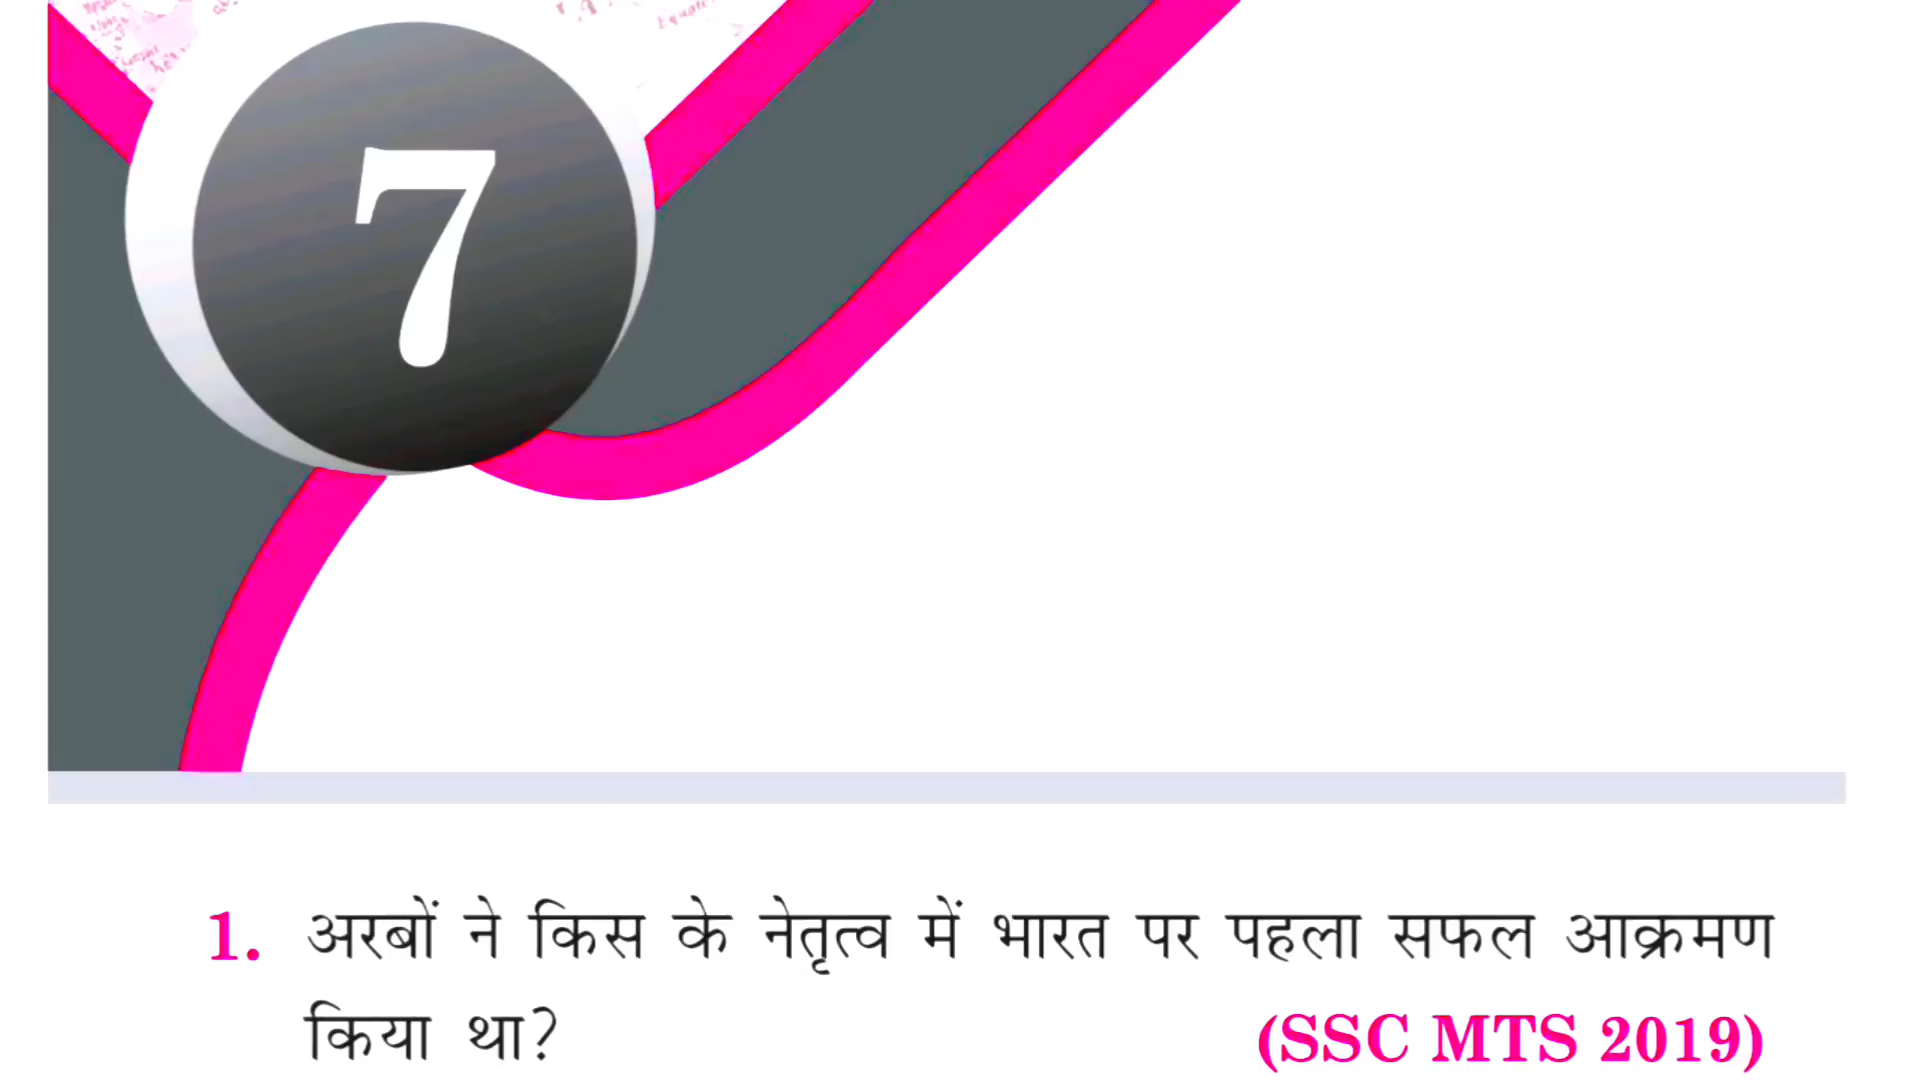 7
1. अरबों ने किस के नेतृत्व में भारत पर पहला सफल आक्रमण
किया था? (SSC MTS 2019)